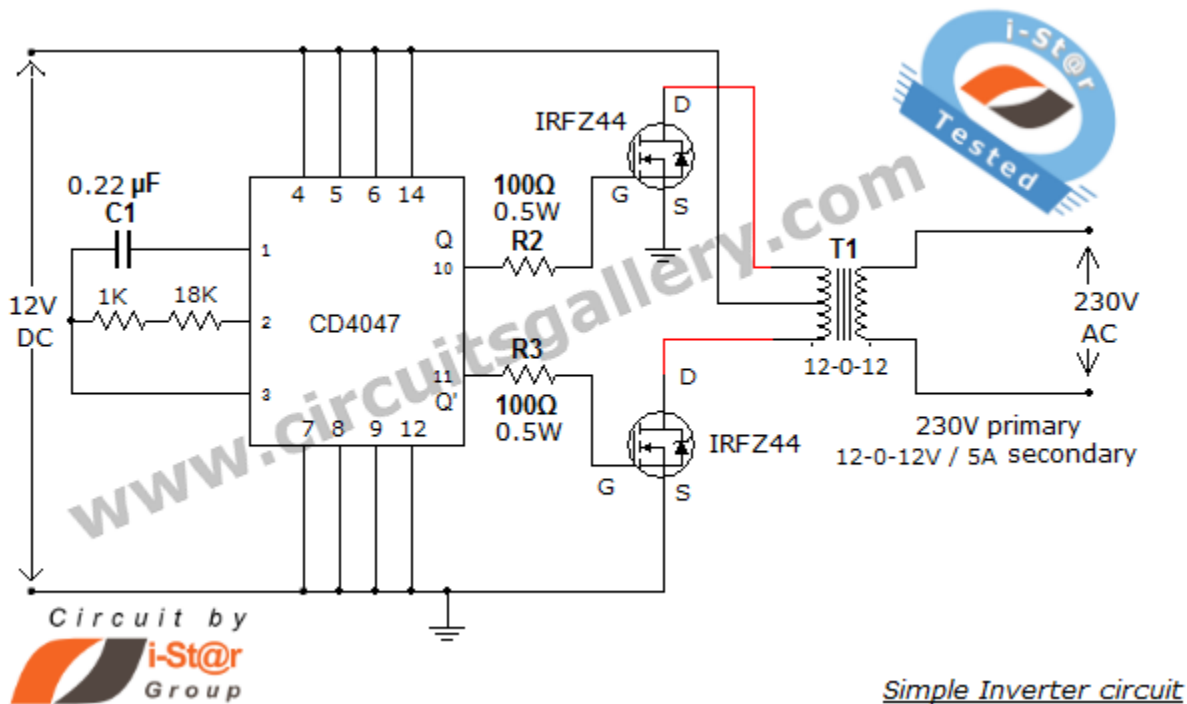 i-St@r
Tested
D
IRFZ44
G
S
0.22 µF
C1
4 5 6 14
100Ω
0.5W
R2
1
Q
10
T1
12V
DC
1K
18K
2
CD4047
230V
AC
R3
12-0-12
3
11
Q'
100Ω
0.5W
D
7 8 9 12
IRFZ44
G
S
230V primary
12-0-12V / 5A secondary
www.circuitsgallery.com
Circuit by
i-St@r
Group
Simple Inverter circuit